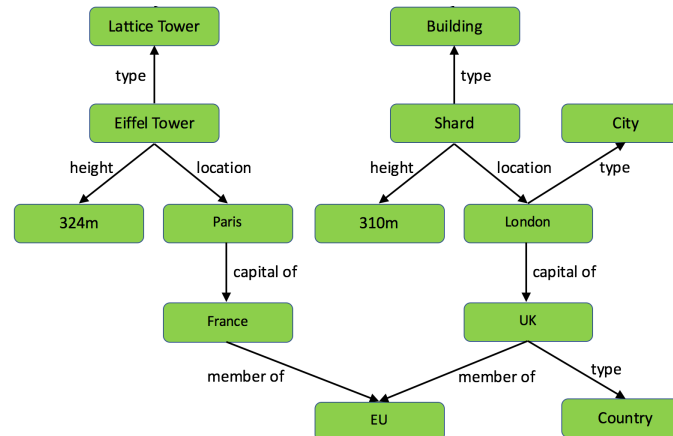 Lattice Tower
Building
type
type
Eiffel Tower
Shard
City
height
location
height
location
type
324m
Paris
310m
London
capital of
capital of
France
UK
member of
member of
type
EU
Country